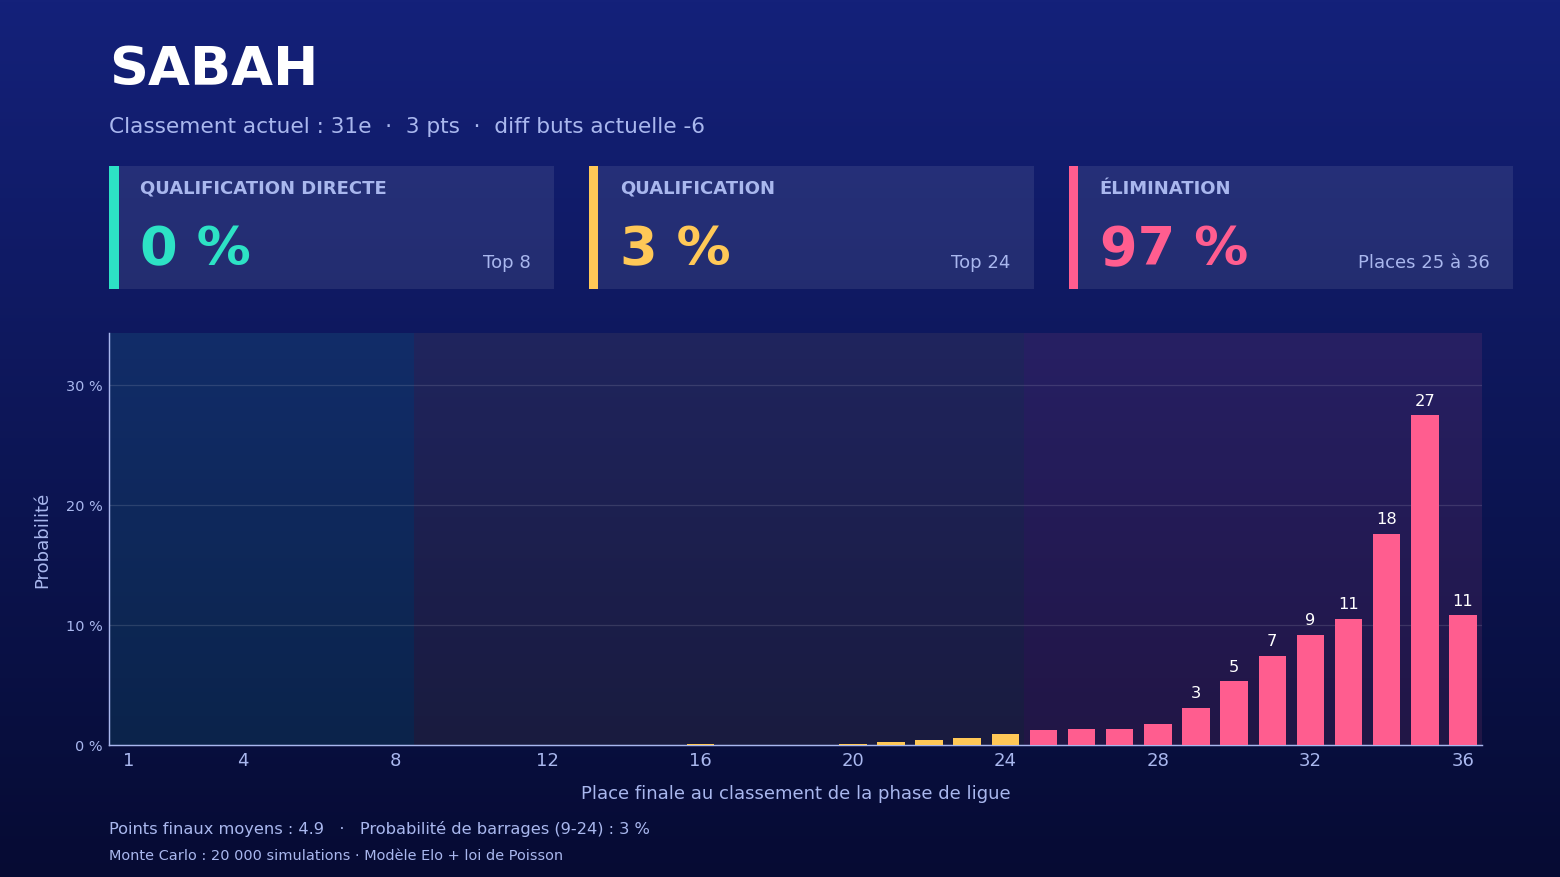 SABAH
Classement actuel : 31e · 3 pts · diff buts actuelle -6
QUALIFICATION DIRECTE
0 %
Top 8
QUALIFICATION
3 %
Top 24
ÉLIMINATION
97 %
Places 25 à 36
Probabilité
30 %
20 %
10 %
0 %
3
5
7
9
11
18
27
11
1 4 8 12 16 20 24 28 32 36
Place finale au classement de la phase de ligue
Points finaux moyens : 4.9 · Probabilité de barrages (9-24) : 3 %
Monte Carlo : 20 000 simulations · Modèle Elo + loi de Poisson